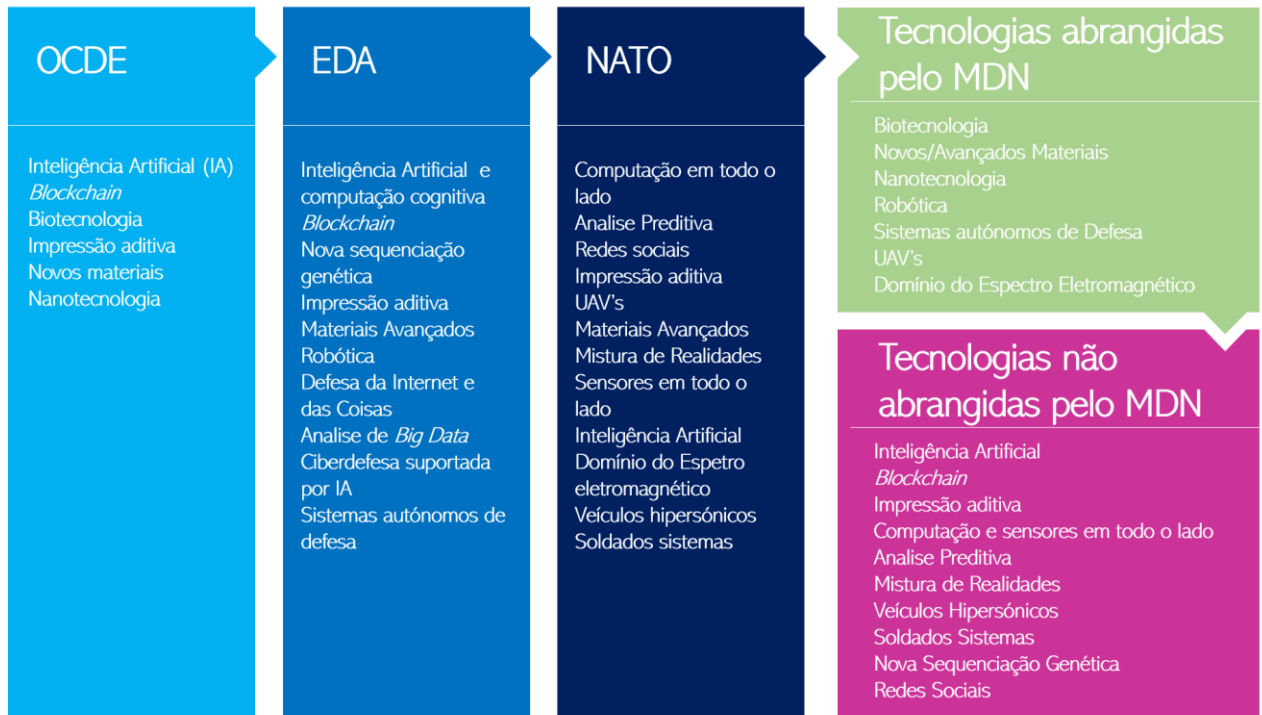 OCDE
Inteligência Artificial (IA)
Blockchain
Biotecnologia
Impressão aditiva
Novos materiais
Nanotecnologia
EDA
Inteligência Artificial e
computação cognitiva
Blockchain
Nova sequenciação
genética
Impressão aditiva
Materiais Avançados
Robótica
Defesa da Internet e
das Coisas
Analise de Big Data
Ciberdefesa suportada
por IA
Sistemas autónomos de
defesa
NATO
Computação em todo o
lado
Analise Preditiva
Redes sociais
Impressão aditiva
UAV's
Materiais Avançados
Mistura de Realidades
Sensores em todo o
lado
Inteligência Artificial
Domínio do Espetro
eletromagnético
Veículos hipersónicos
Soldados sistemas
Tecnologias abrangidas
pelo MDN
Biotecnologia
Novos/Avançados Materiais
Nanotecnologia
Robótica
Sistemas autónomos de Defesa
UAV's
Domínio do Espectro Eletromagnético
Tecnologias não
abrangidas pelo MDN
Inteligência Artificial
Blockchain
Impressão aditiva
Computação e sensores em todo o lado
Analise Preditiva
Mistura de Realidades
Veículos Hipersónicos
Soldados Sistemas
Nova Sequenciação Genética
Redes Sociais